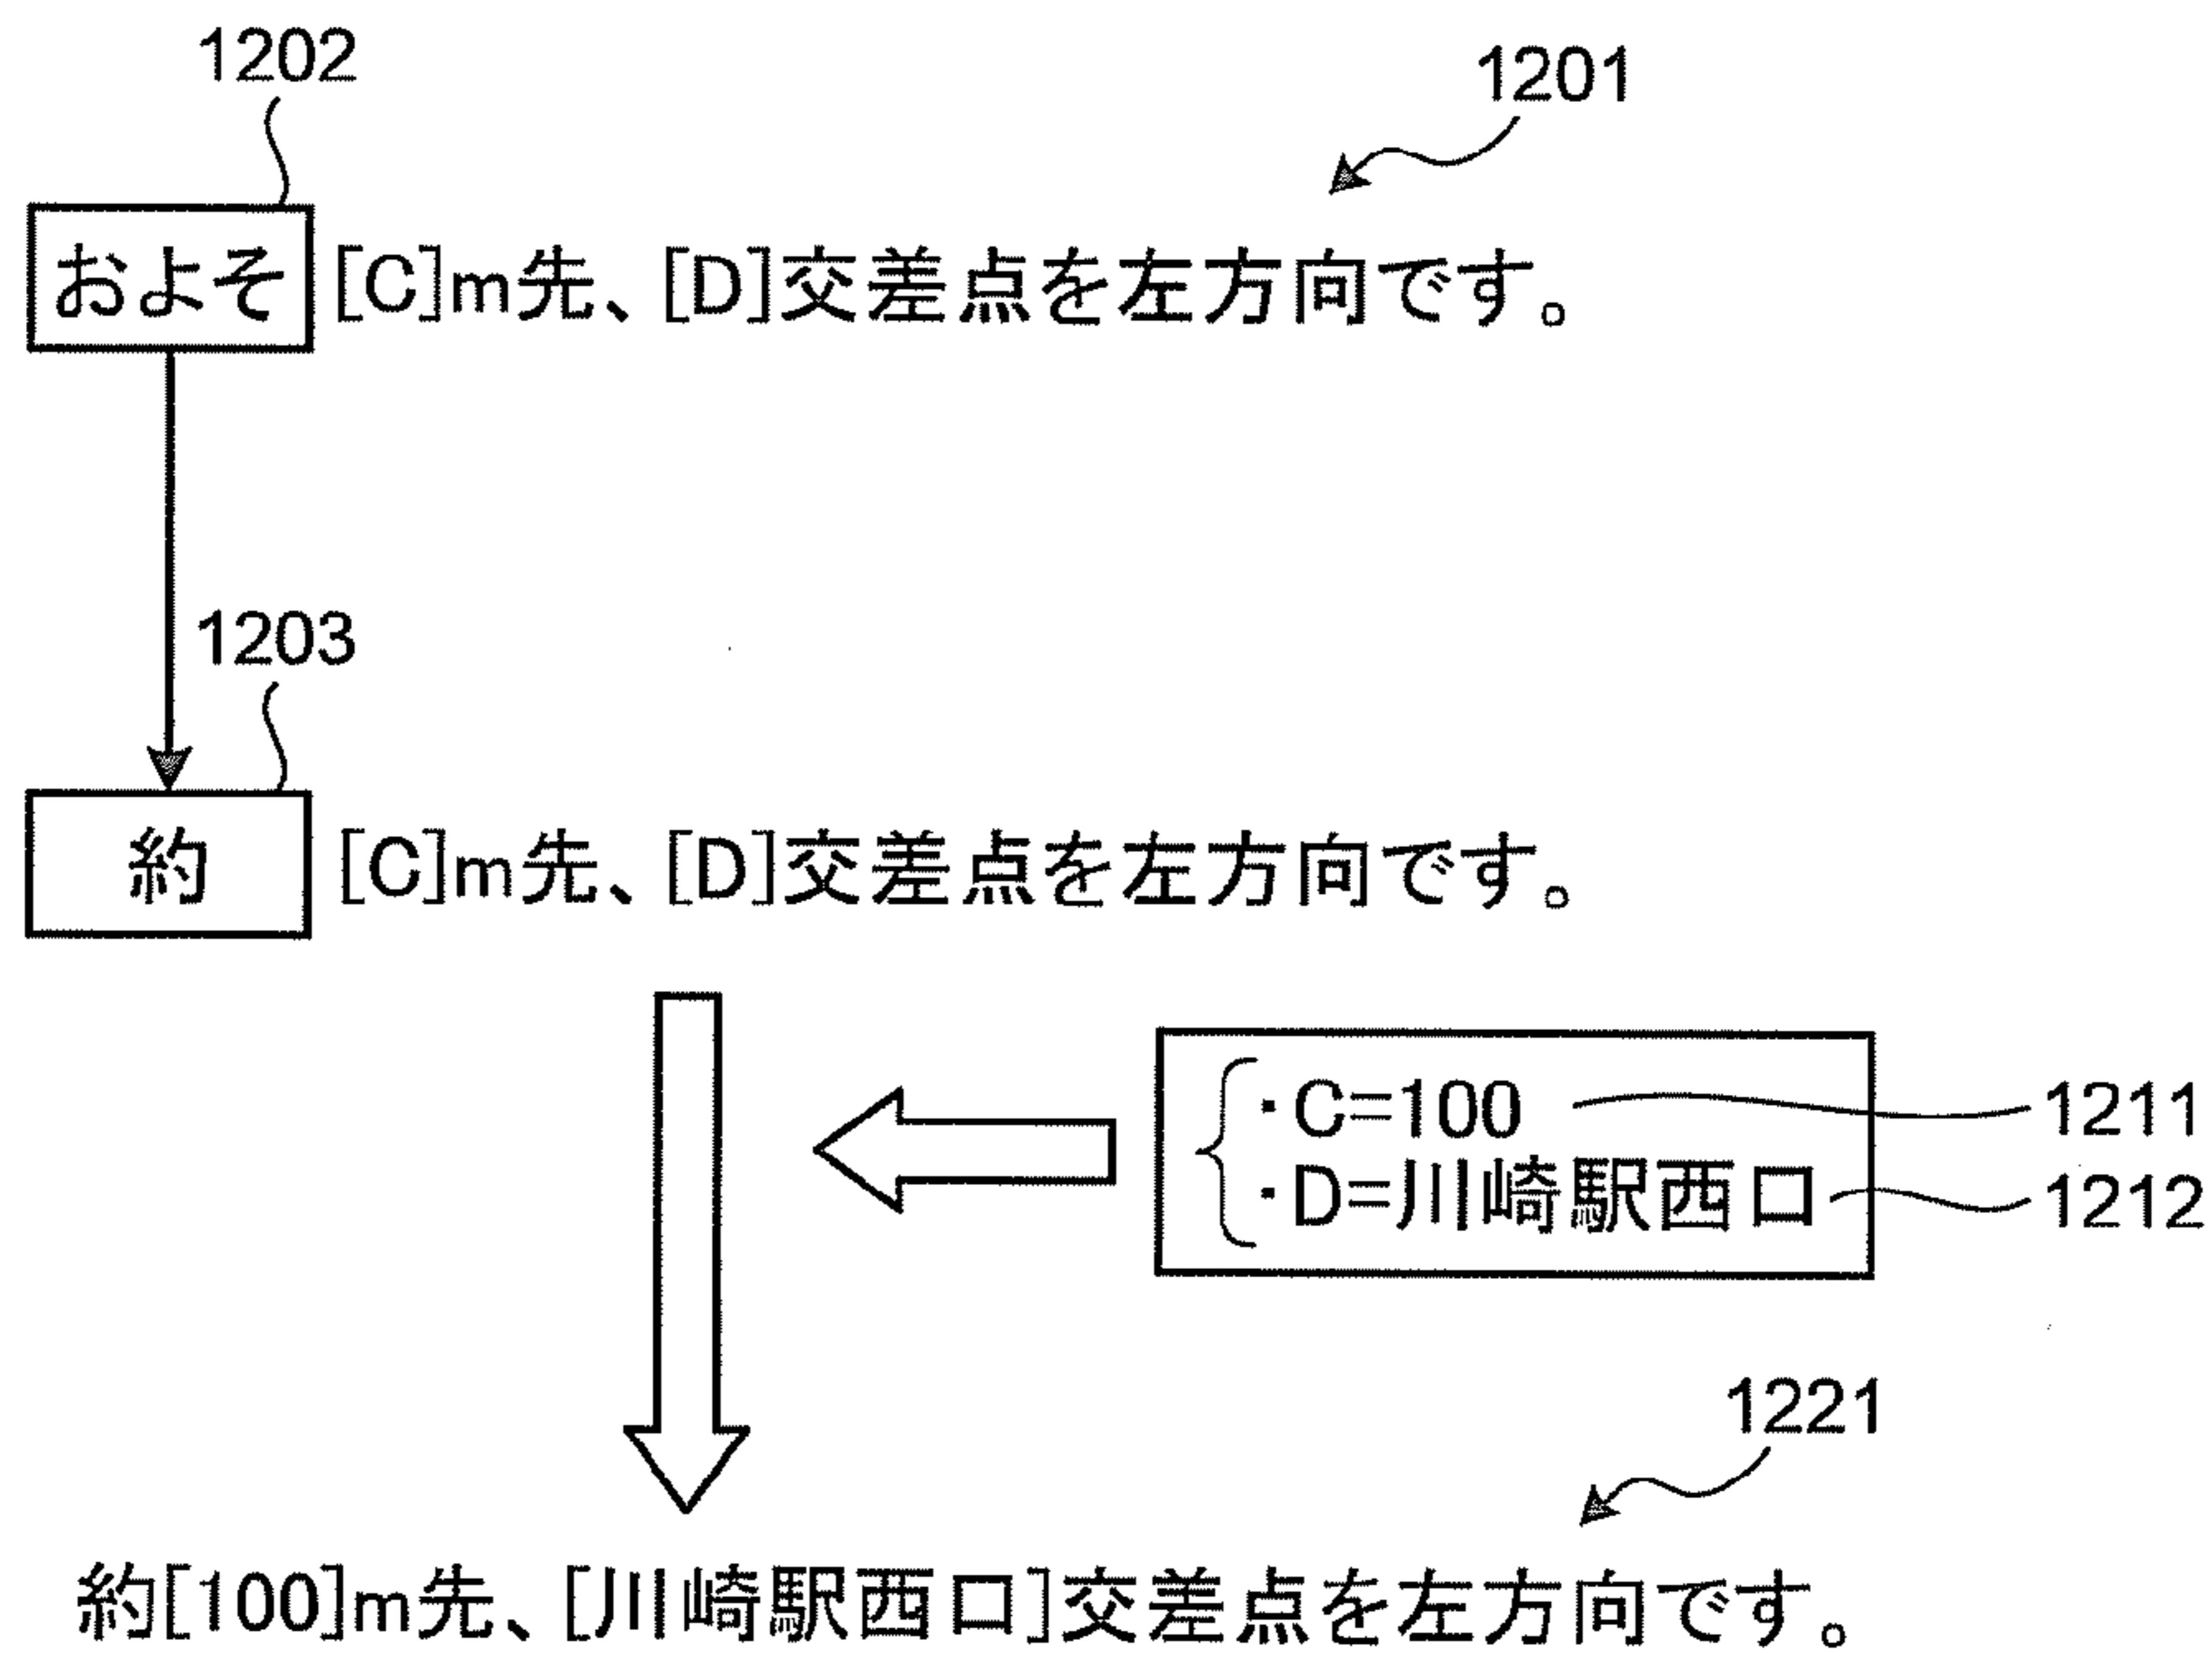 1202
1201
およそ [C]m先、[D]交差点を左方向です。
1203
約 [C]m先、[D]交差点を左方向です。
・C=100
1211
・D=川崎駅西口
1212
1221
約[100]m先、[川崎駅西口]交差点を左方向です。